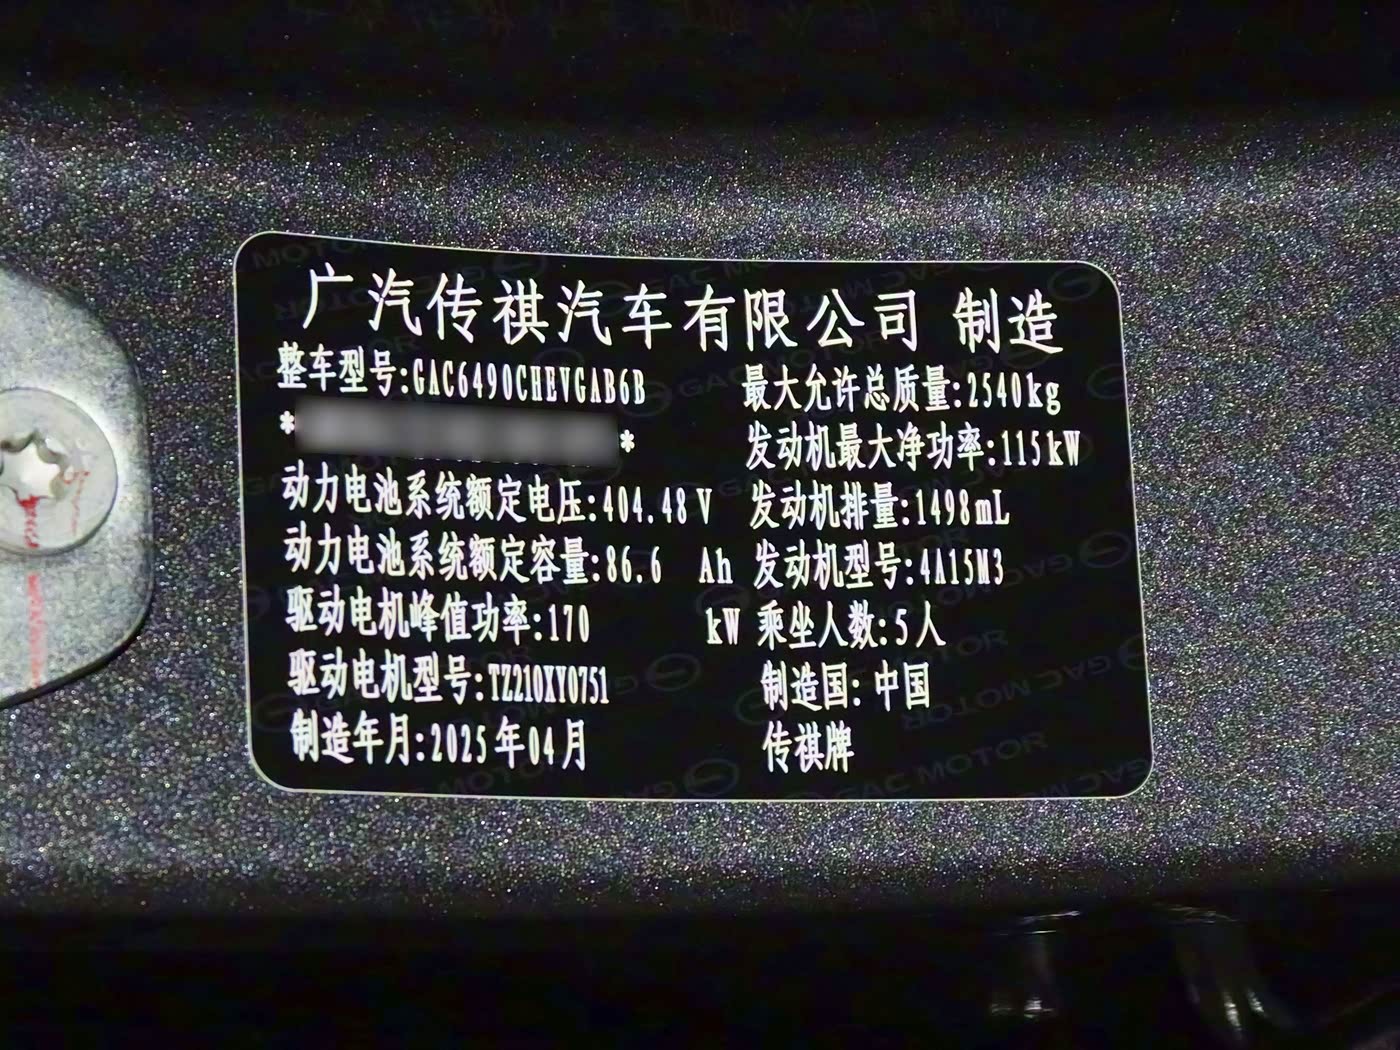 广汽传祺汽车有限公司 制造
整车型号:GAC6490CHEVGAB6B
* *
动力电池系统额定电压:404.48 V
动力电池系统额定容量:86.6 Ah
驱动电机峰值功率:170 kW
驱动电机型号:TZ210XY0751
制造年月:2025年04月
最大允许总质量:2540kg
发动机最大净功率:115kW
发动机排量:1498mL
发动机型号:4A15M3
乘坐人数:5人
制造国:中国
传祺牌
GAC MOTOR